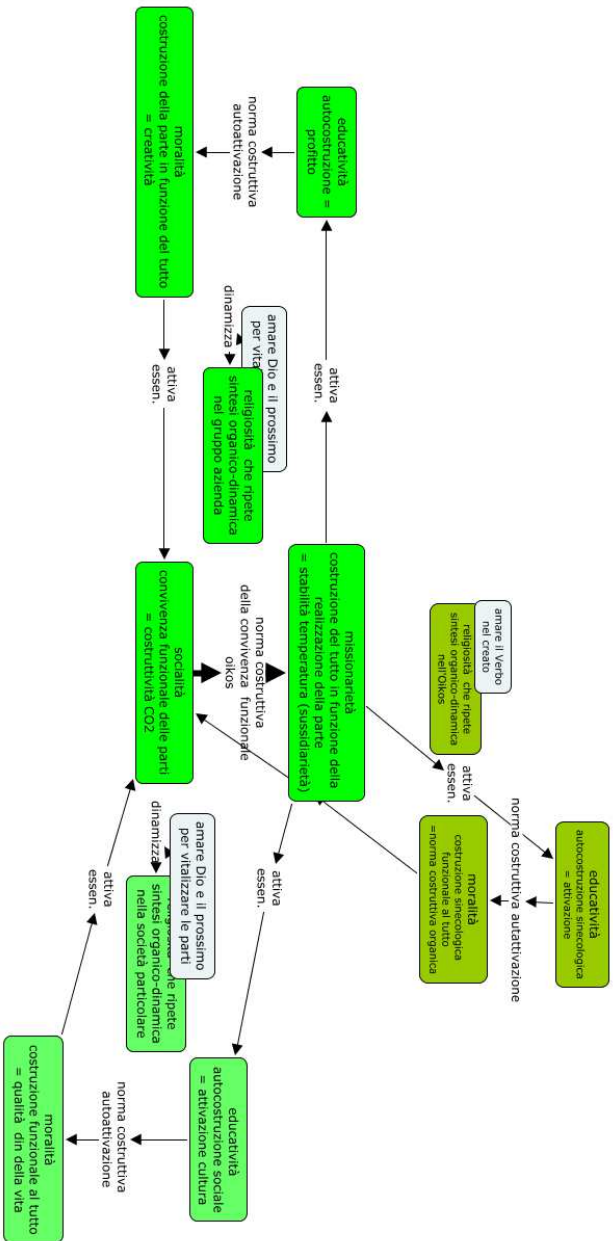 educatività
autocostruzione sinecologica
= attivazione
amare il Verbo
nel creato
religiosità  che ripete
sintesi organico-dinamica
nell'Oikos
attiva
essen.
norma costruttiva autattivazione
moralità
costruzione sinecologica
funzionale al tutto
=norma costruttiva organica
educatività
autocostruzione =
profitto
attiva
essen.
missionarietà
costruzione del tutto in funzione della
realizzazione della parte
= stabilità temperatura (sussidiarietà)
attiva
essen.
educatività
autocostruzione sociale
= attivazione cultura
norma costruttiva
autoattivazione
amare Dio e il prossimo
per vita
dinamizza
religiosità  che ripete
sintesi organico-dinamica
nel gruppo azienda
norma costruttiva
della convivenza  funzionale
oikos
amare Dio e il prossimo
per vitalizzare le parti
dinamizza
che ripete
sintesi organico-dinamica
nella società particolare
norma costruttiva
autoattivazione
moralità
costruzione della parte in funzione del tutto
= creatività
attiva
essen.
socialità
convivenza funzionale delle parti
= costruttività CO2
attiva
essen.
moralità
costruzione funzionale al tutto
= qualità  din della vita